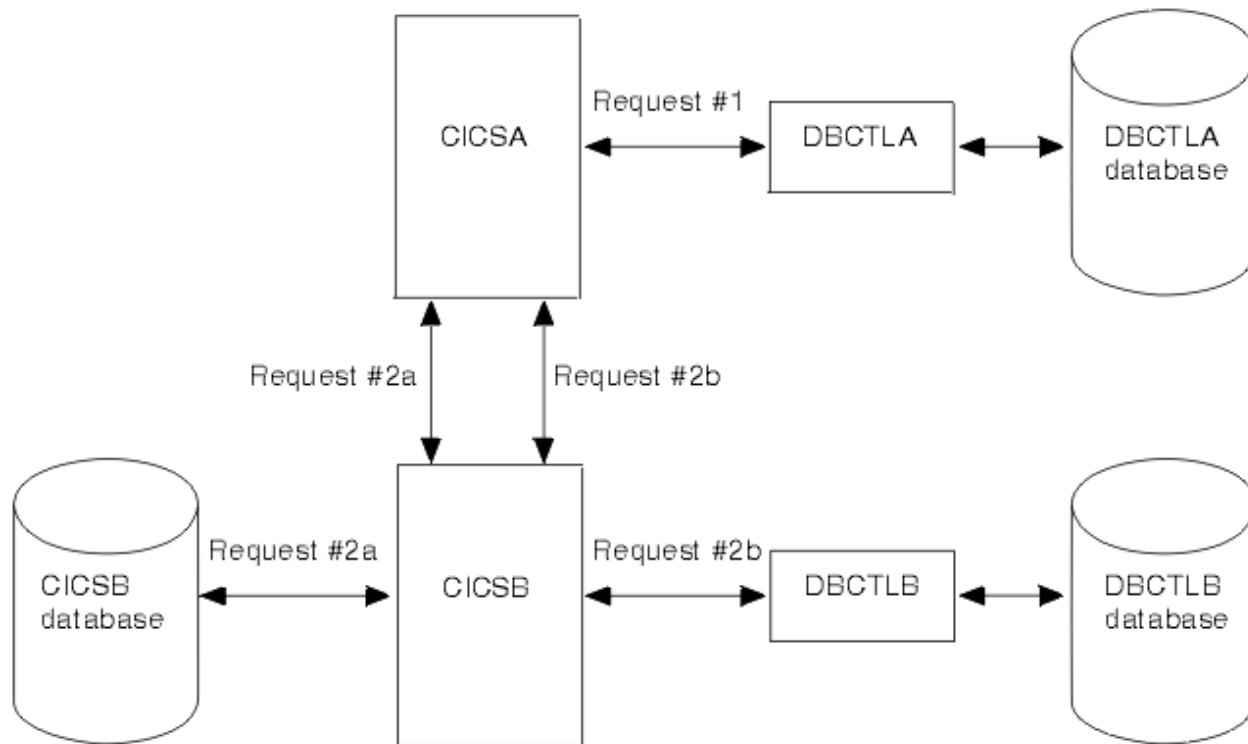 Request #1
CICSA
DBCTLA
DBCTLA
database
Request #2a
Request #2b
Request #2a
Request #2b
CICSB
database
CICSB
DBCTLB
DBCTLB
database